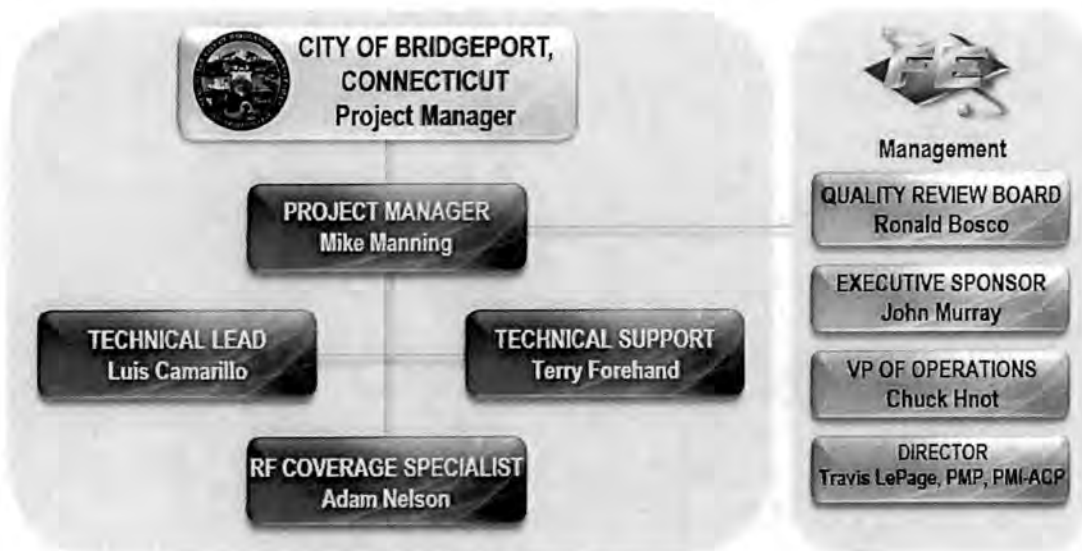 CITY OF BRIDGEPORT,
CONNECTICUT
Project Manager
PROJECT MANAGER
Mike Manning
TECHNICAL LEAD
Luis Camarillo
TECHNICAL SUPPORT
Terry Forehand
RF COVERAGE SPECIALIST
Adam Nelson
FE
Management
QUALITY REVIEW BOARD
Ronald Bosco
EXECUTIVE SPONSOR
John Murray
VP OF OPERATIONS
Chuck Hnot
DIRECTOR
Travis LePage, PMP, PMI-ACP